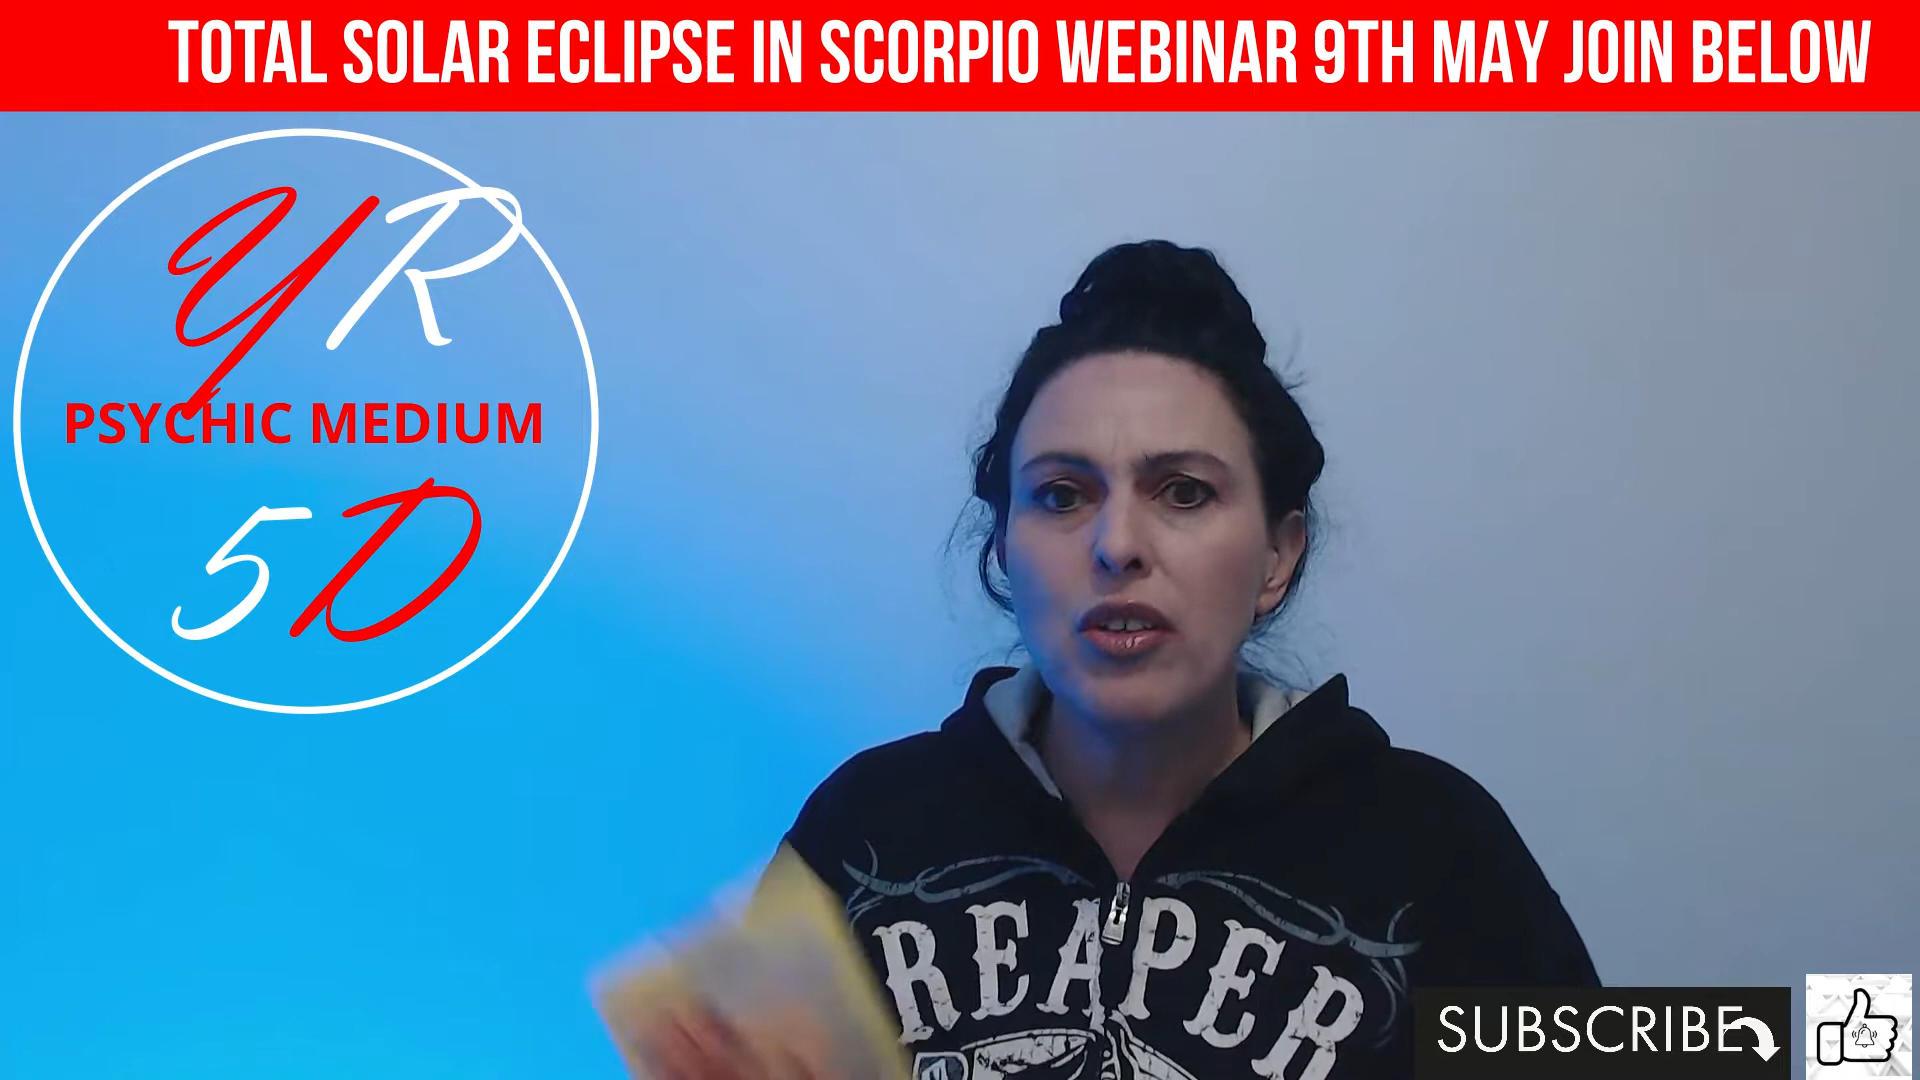 TOTAL SOLAR ECLIPSE IN SCORPIO WEBINAR 9TH MAY JOIN BELOW
YR
PSYCHIC MEDIUM
5D
REAPER
SUBSCRIBE